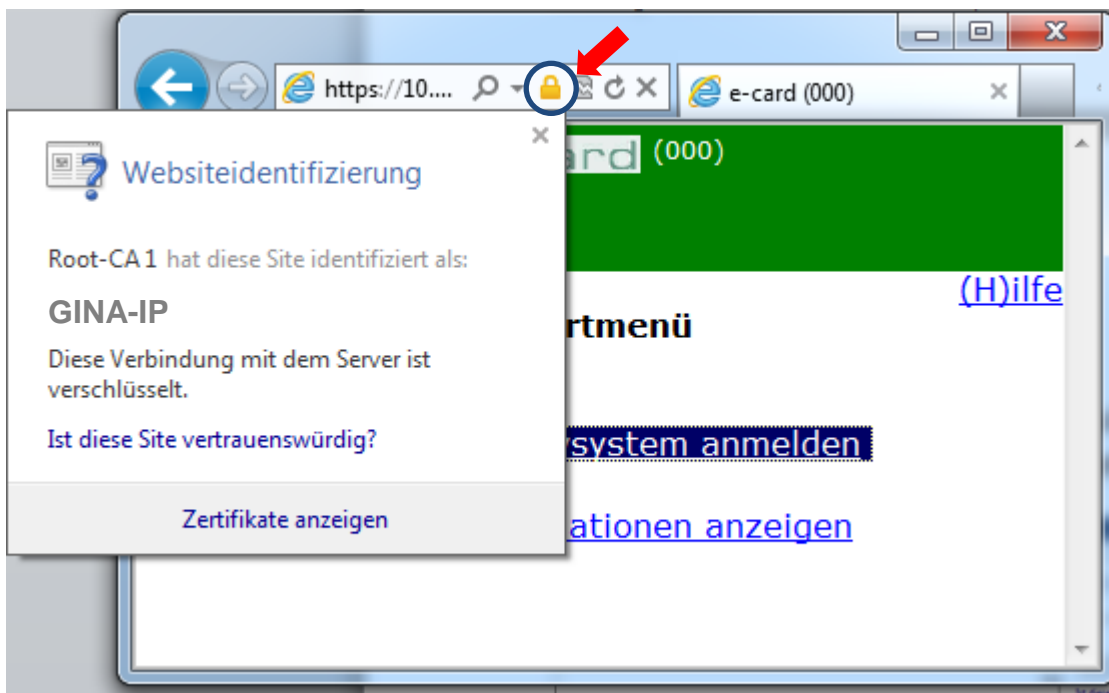 https://10....
e-card (000)
ard (000)
(H)ilfe
rtmenü
system anmelden
ationen anzeigen
Websiteidentifizierung
Root-CA 1 hat diese Site identifiziert als:
GINA-IP
Diese Verbindung mit dem Server ist
verschlüsselt.
Ist diese Site vertrauenswürdig?
Zertifikate anzeigen